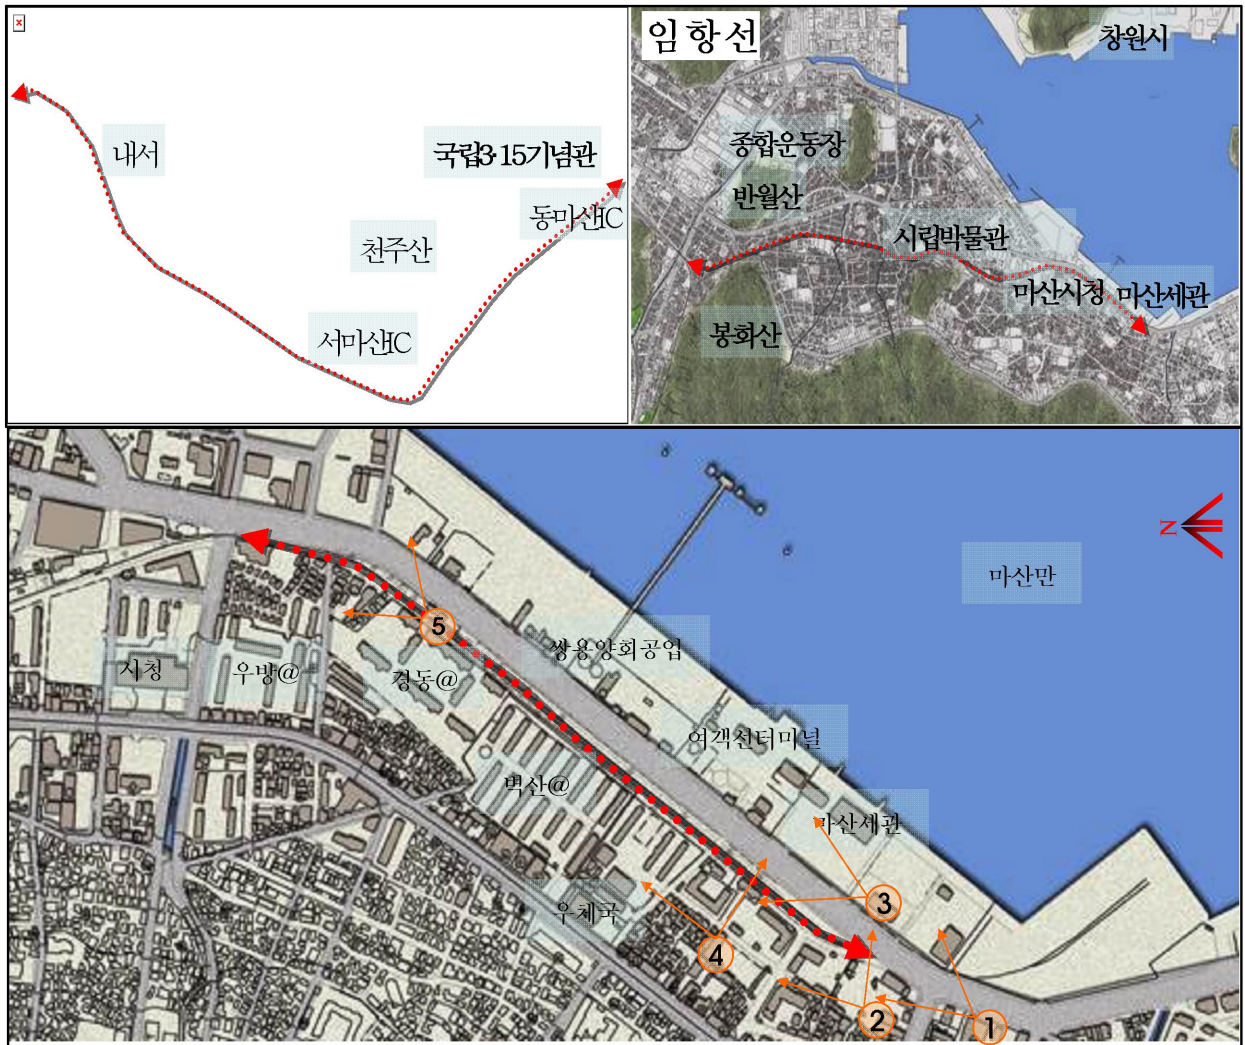 내서
국립3·15기념관
동마산IC
천주산
서마산IC
임항선
창원시
종합운동장
반월산
시립박물관
마산시청
마산세관
봉화산
N
마산만
5
쌍용양회공업
시청
우방@
경동@
여객선터미널
벽산@
마산세관
우체국
3
4
2
1